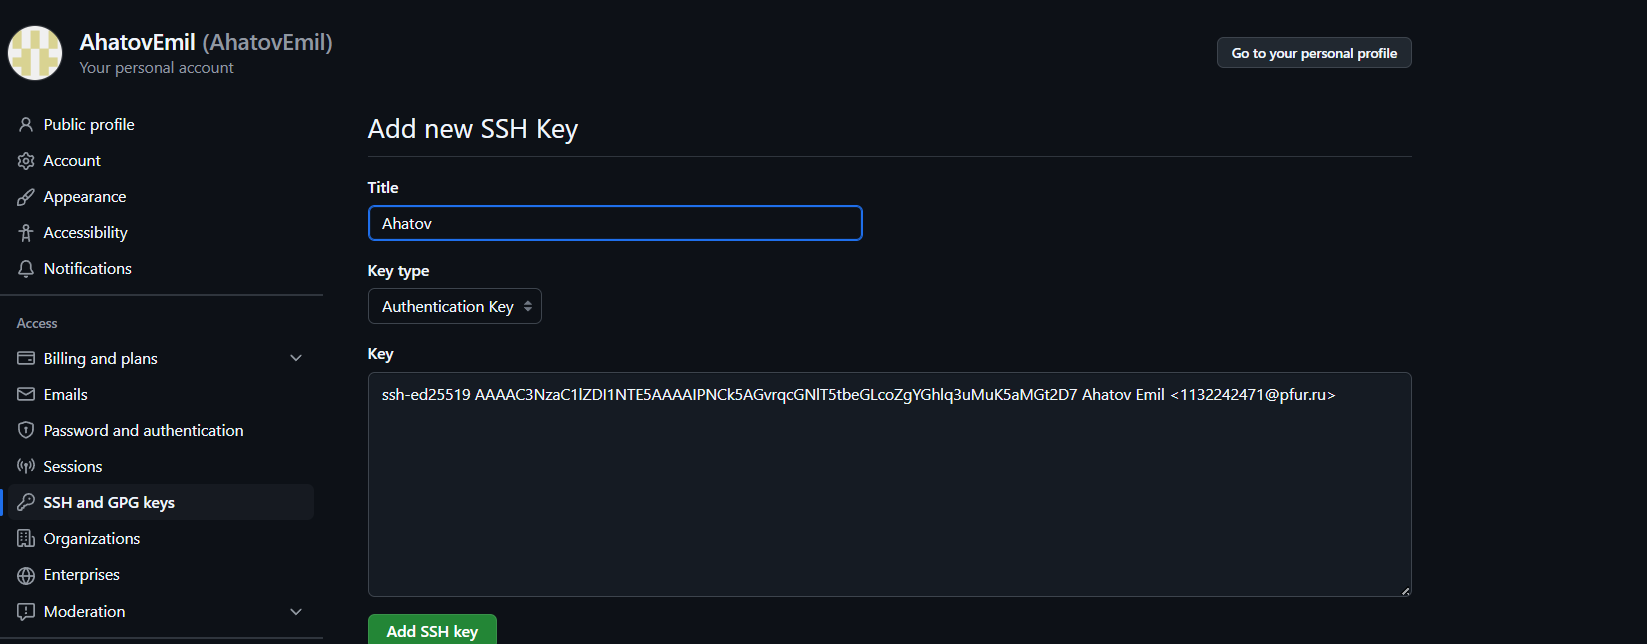 AhatovEmil (AhatovEmil)
Your personal account
Go to your personal profile
Public profile
Account
Appearance
Accessibility
Notifications
Access
Billing and plans
Emails
Password and authentication
Sessions
SSH and GPG keys
Organizations
Enterprises
Moderation
Add new SSH Key
Title
Ahatov
Key type
Authentication Key
Key
ssh-ed25519 AAAAC3NzaC1lZDI1NTE5AAAAIPNCk5AGvrqcGNlT5tbeGLcoZgYGhlq3uMuK5aMGt2D7 Ahatov Emil <1132242471@pfur.ru>
Add SSH key